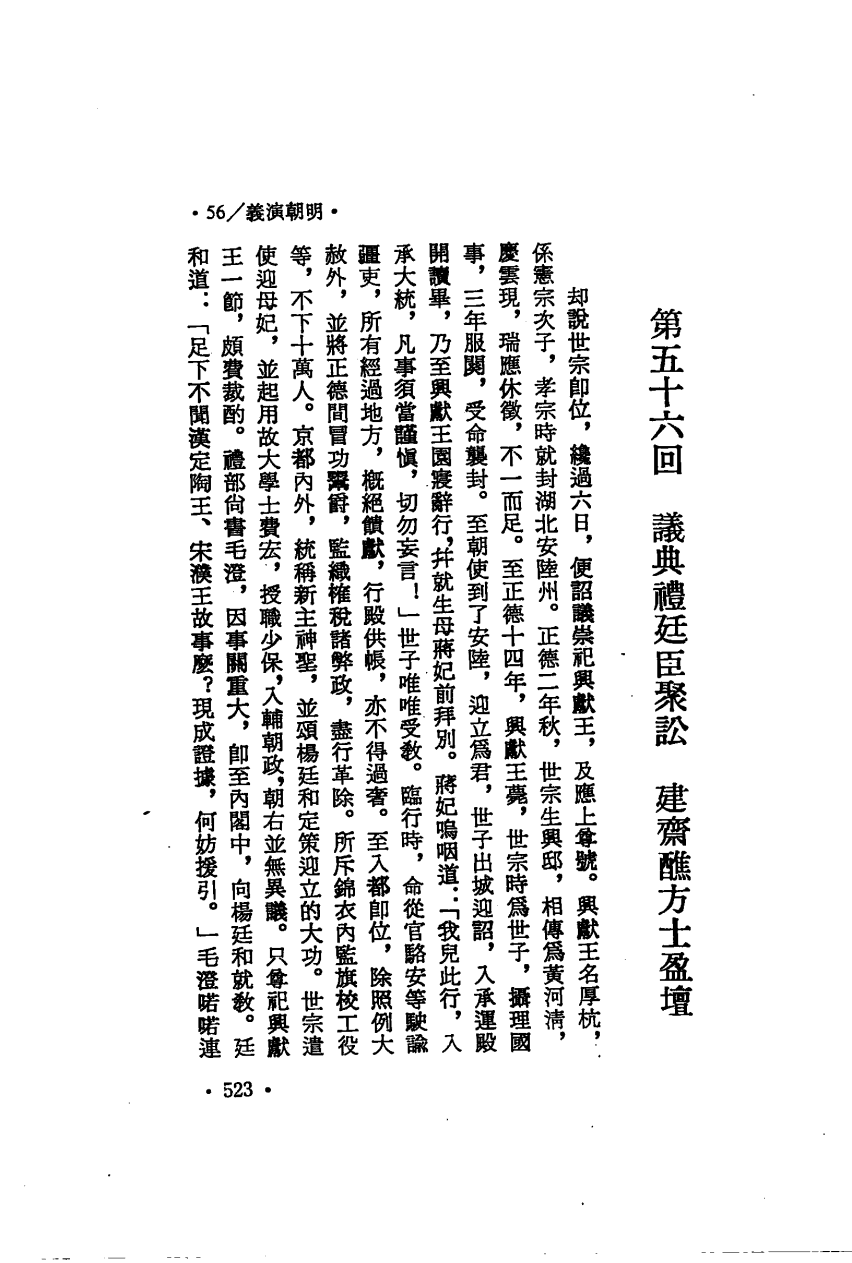 ・56／義演朝明・
第五十六回　議典禮廷臣聚訟　建齋醮方士盈壇
却說世宗卽位，纔過六日，便詔議崇祀興獻王，及應上尊號。興獻王名厚杭，
係憲宗次子，孝宗時就封湖北安陸州。正德二年秋，世宗生興邸，相傳爲黃河清，
慶雲現，瑞應休徵，不一而足。至正德十四年，興獻王薨，世宗時爲世子，攝理國
事，三年服闋，受命襲封。至朝使到了安陸，迎立爲君，世子出城迎詔，入承運殿
開讀畢，乃至興獻王園寢辭行，幷就生母蔣妃前拜別。蔣妃嗚咽道：「我兒此行，入
承大統，凡事須當謹愼，切勿妄言！」世子唯唯受教。臨行時，命從官駱安等駛諭
疆吏，所有經過地方，槪絕饋獻，行殿供帳，亦不得過奢。至入都卽位，除照例大
赦外，並將正德間冒功鬻爵，監織榷稅諸弊政，盡行革除。所斥錦衣內監旗校工役
等，不下十萬人。京都內外，統稱新主神聖，並頌楊廷和定策迎立的大功。世宗遣
使迎母妃，並起用故大學士費宏，授職少保，入輔朝政，朝右並無異議。只尊祀興獻
王一節，頗費裁酌。禮部尙書毛澄，因事關重大，卽至內閣中，向楊廷和就教。廷
和道：「足下不聞漢定陶王、宋濮王故事麼？現成證據，何妨援引。」毛澄喏喏連
・523・